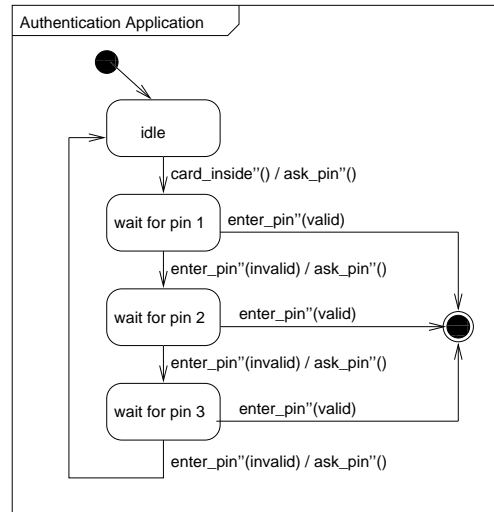 Authentication Application
idle
card_inside''() / ask_pin''()
wait for pin 1
enter_pin''(valid)
enter_pin''(invalid) / ask_pin''()
wait for pin 2
enter_pin''(valid)
enter_pin''(invalid) / ask_pin''()
wait for pin 3
enter_pin''(valid)
enter_pin''(invalid) / ask_pin''()